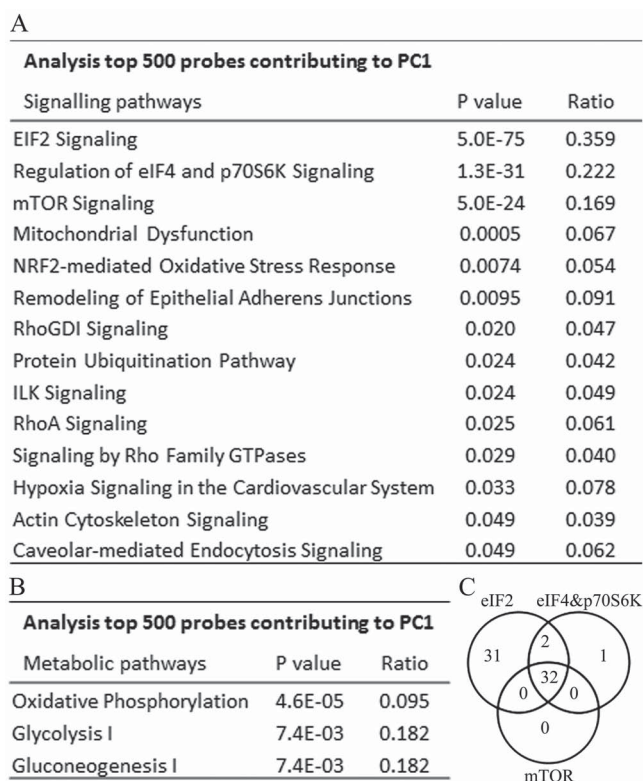 A
Analysis top 500 probes contributing to PC1
Signalling pathways P value Ratio
EIF2 Signaling 5.0E-75 0.359
Regulation of eIF4 and p70S6K Signaling 1.3E-31 0.222
mTOR Signaling 5.0E-24 0.169
Mitochondrial Dysfunction 0.0005 0.067
NRF2-mediated Oxidative Stress Response 0.0074 0.054
Remodeling of Epithelial Adherens Junctions 0.0095 0.091
RhoGDI Signaling 0.020 0.047
Protein Ubiquitination Pathway 0.024 0.042
ILK Signaling 0.024 0.049
RhoA Signaling 0.025 0.061
Signaling by Rho Family GTPases 0.029 0.040
Hypoxia Signaling in the Cardiovascular System 0.033 0.078
Actin Cytoskeleton Signaling 0.049 0.039
Caveolar-mediated Endocytosis Signaling 0.049 0.062
B
Analysis top 500 probes contributing to PC1
Metabolic pathways P value Ratio
Oxidative Phosphorylation 4.6E-05 0.095
Glycolysis I 7.4E-03 0.182
Gluconeogenesis I 7.4E-03 0.182
C
eIF2 eIF4&p70S6K
31 2 1
32
0 0
0
mTOR